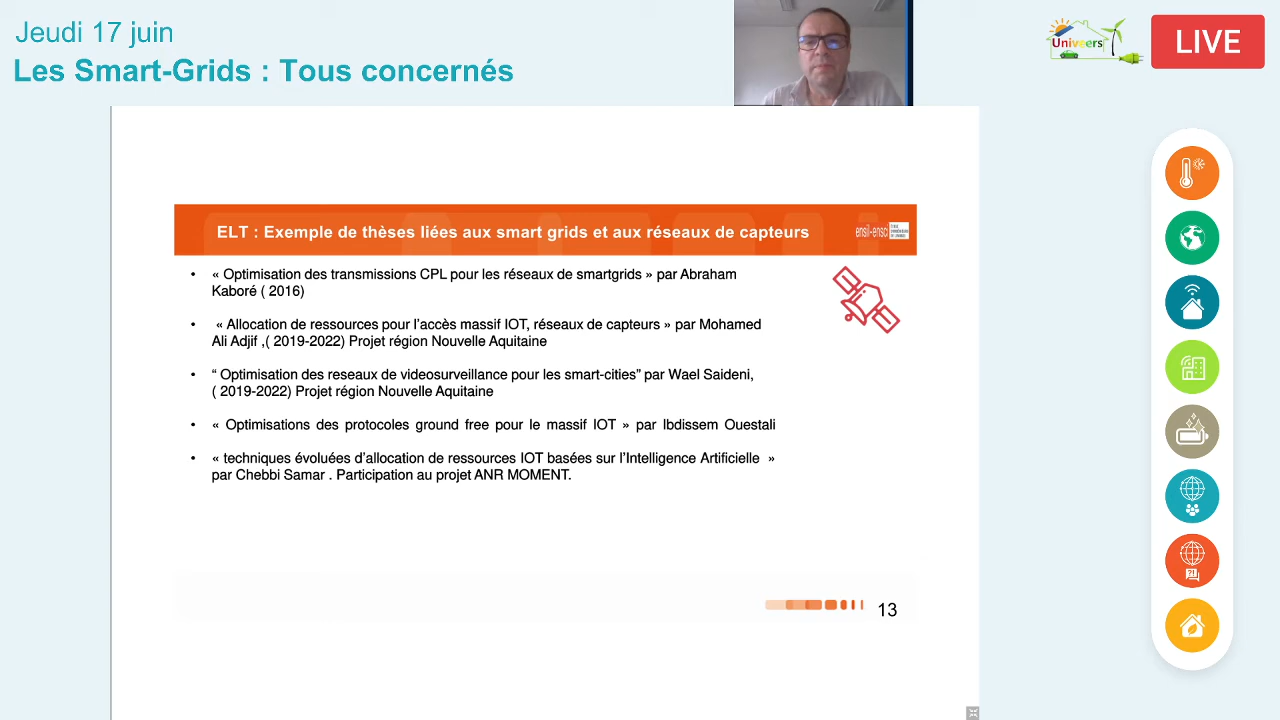 Jeudi 17 juin
Les Smart-Grids : Tous concernés
Univeers
LIVE
ELT : Exemple de thèses liées aux smart grids et aux réseaux de capteurs
ensil-ensci
• « Optimisation des transmissions CPL pour les réseaux de smartgrids » par Abraham
Kaboré ( 2016)
• « Allocation de ressources pour l’accès massif IOT, réseaux de capteurs » par Mohamed
Ali Adjif ,( 2019-2022) Projet région Nouvelle Aquitaine
• “ Optimisation des reseaux de videosurveillance pour les smart-cities” par Wael Saideni,
( 2019-2022) Projet région Nouvelle Aquitaine
• « Optimisations des protocoles ground free pour le massif IOT » par Ibdissem Ouestali
• « techniques évoluées d’allocation de ressources IOT basées sur l’Intelligence Artificielle »
par Chebbi Samar . Participation au projet ANR MOMENT.
?!
13